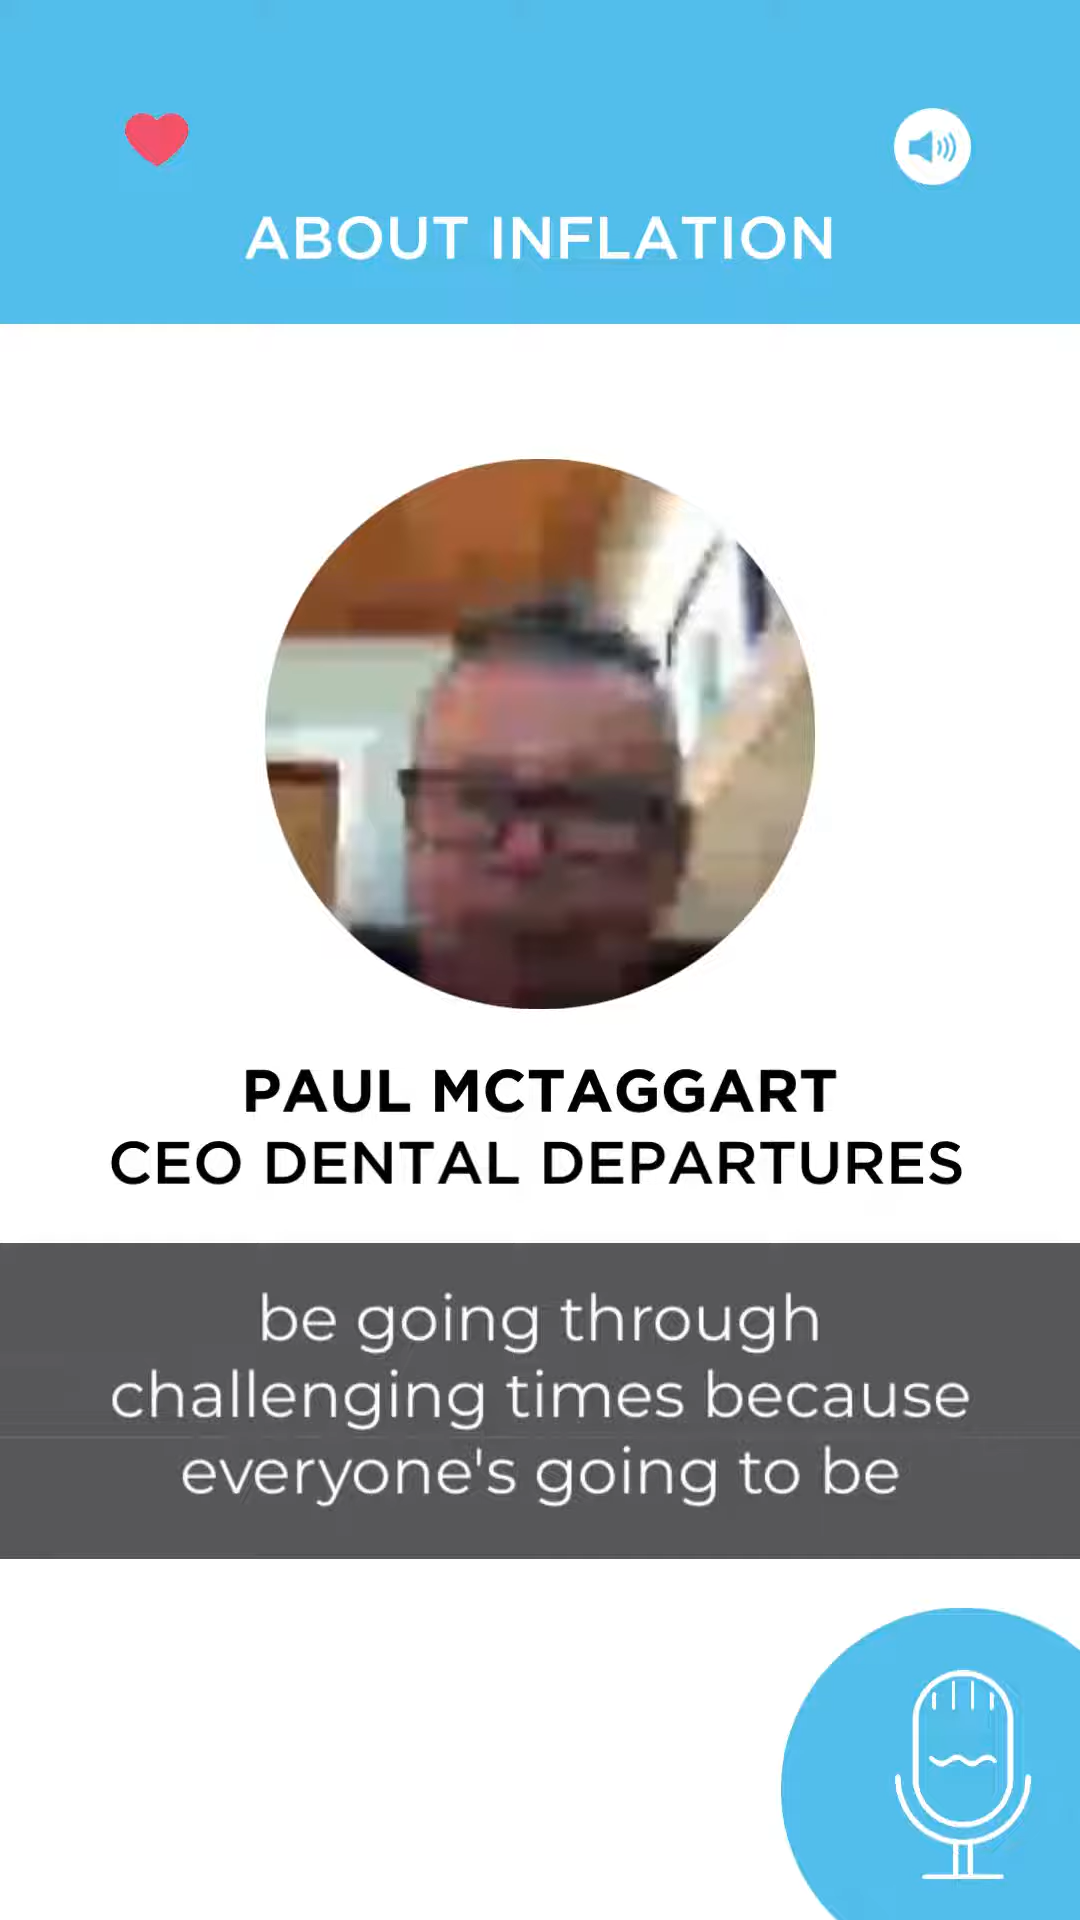 ABOUT INFLATION
PAUL MCTAGGART
CEO DENTAL DEPARTURES
be going through
challenging times because
everyone's going to be